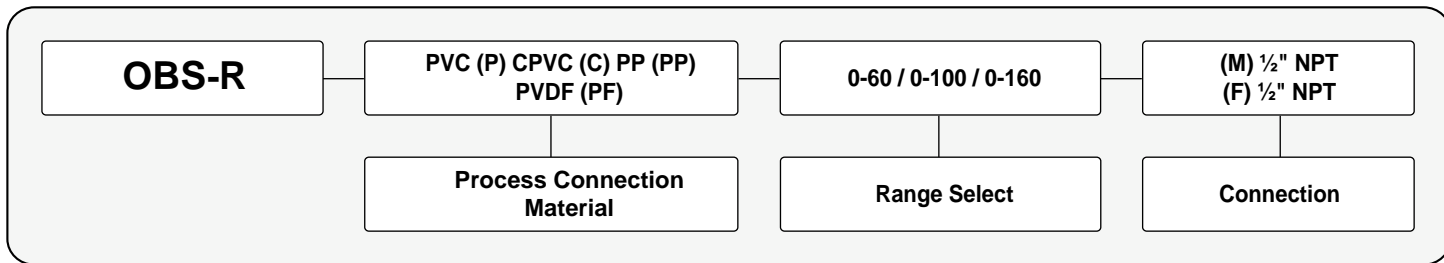 OBS-R
PVC (P) CPVC (C) PP (PP)
PVDF (PF)
0-60 / 0-100 / 0-160
(M) ½" NPT
(F) ½" NPT
Process Connection
Material
Range Select
Connection